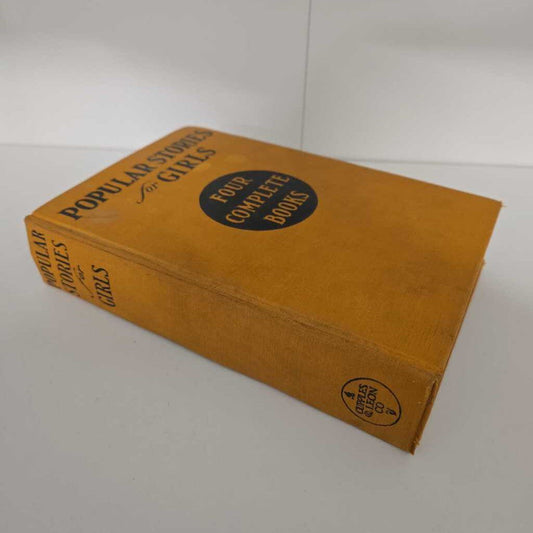 POPULAR STORIES
for GIRLS
FOUR
COMPLETE
BOOKS
POPULAR
STORIES
for
GIRLS
CUPPLES
& LEON
CO